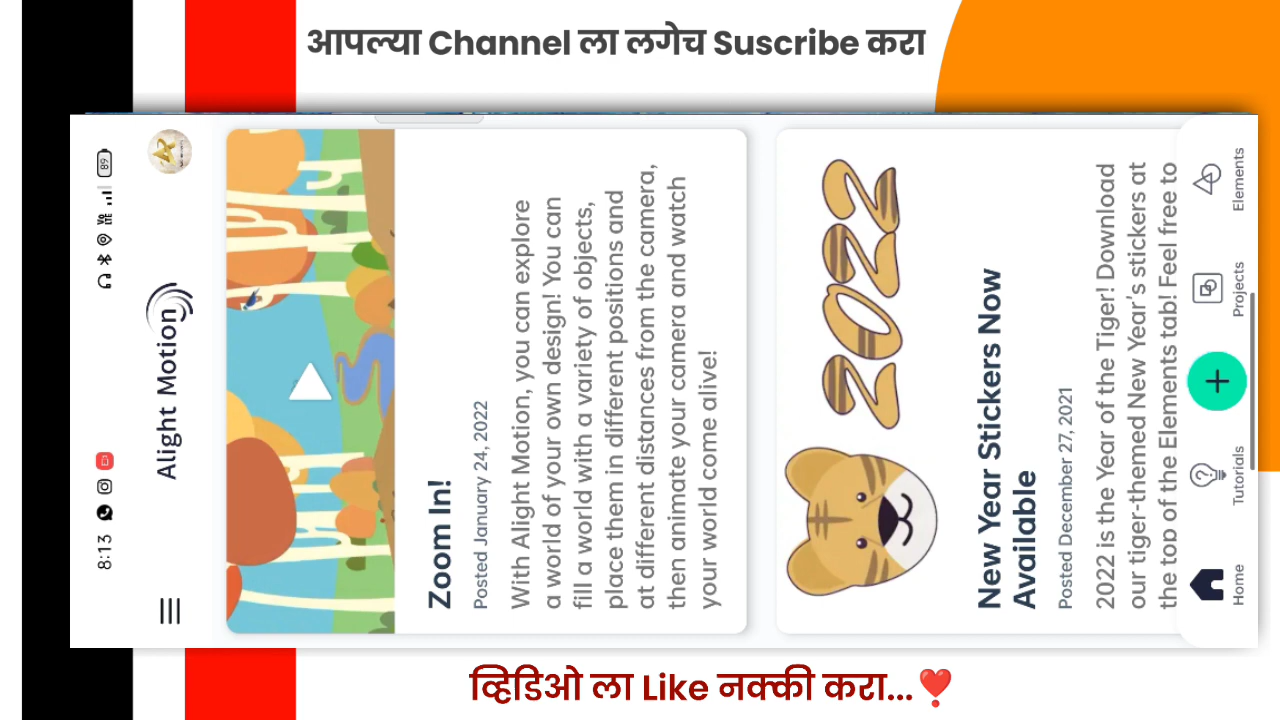 आपल्या Channel ला लगेच Suscribe करा
8:13
89
Alight Motion
Zoom In!
Posted January 24, 2022
With Alight Motion, you can explore
a world of your own design! You can
fill a world with a variety of objects,
place them in different positions and
at different distances from the camera,
then animate your camera and watch
your world come alive!
2022
New Year Stickers Now
Available
Posted December 27, 2021
2022 is the Year of the Tiger! Download
our tiger-themed New Year's stickers at
the top of the Elements tab! Feel free to
Home
Tutorials
Projects
Elements
व्हिडिओ ला Like नक्की करा...❣️